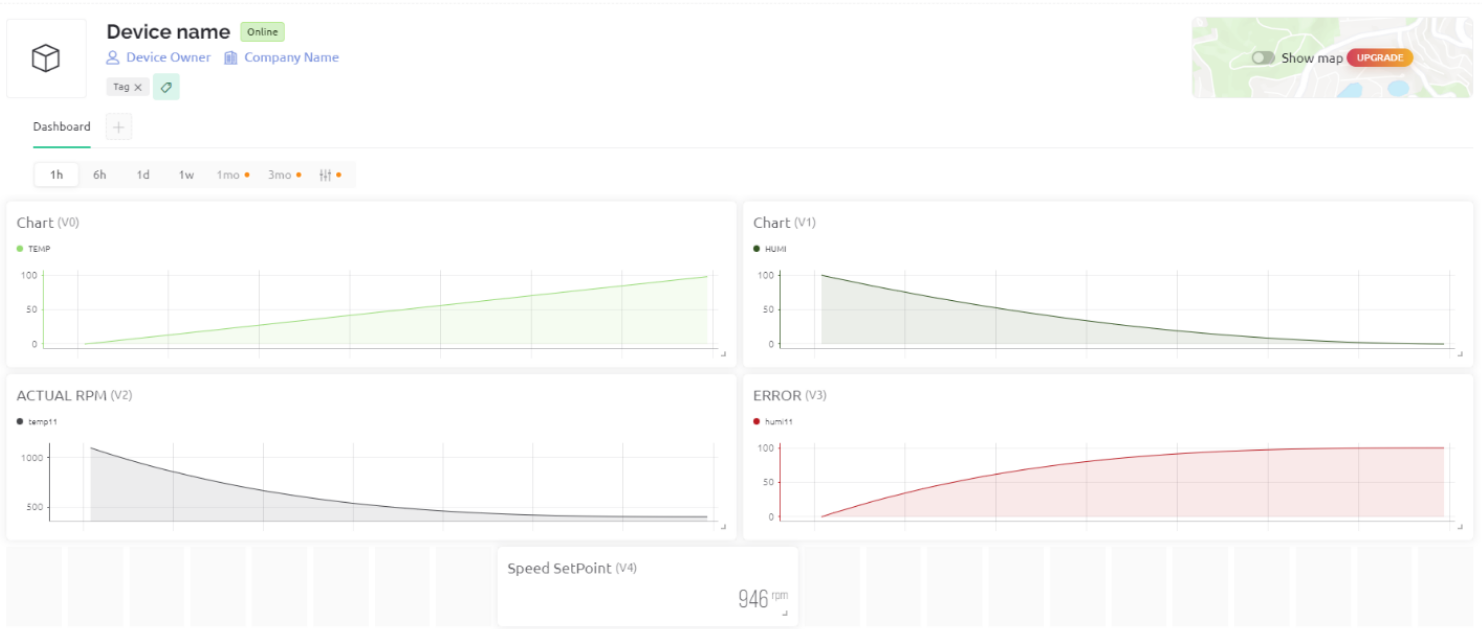 Device name Online
Device Owner Company Name
Tag ×
Show map UPGRADE
Dashboard +
1h 6h 1d 1w 1mo 3mo
Chart (V0)
TEMP
100
50
0
Chart (V1)
HUMI
100
50
0
ACTUAL RPM (V2)
temp11
1000
500
ERROR (V3)
humi11
100
50
0
Speed SetPoint (V4)
946 rpm